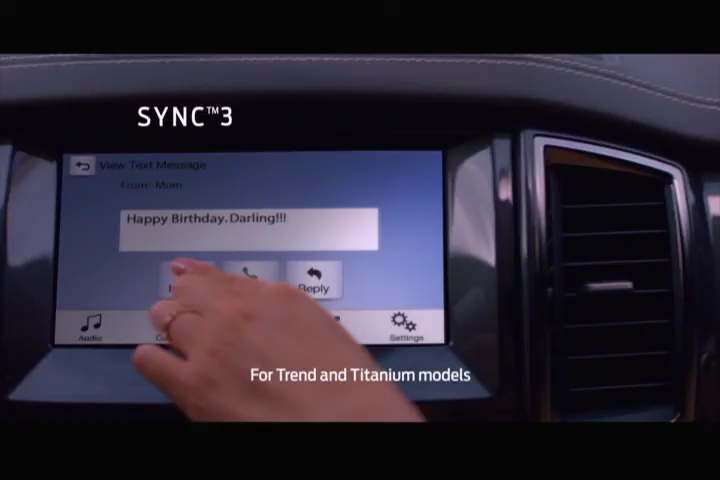 SYNC™3
View Text Message
From: Mom
Happy Birthday.Darling!!!
Reply
Audio
Settings
For Trend and Titanium models